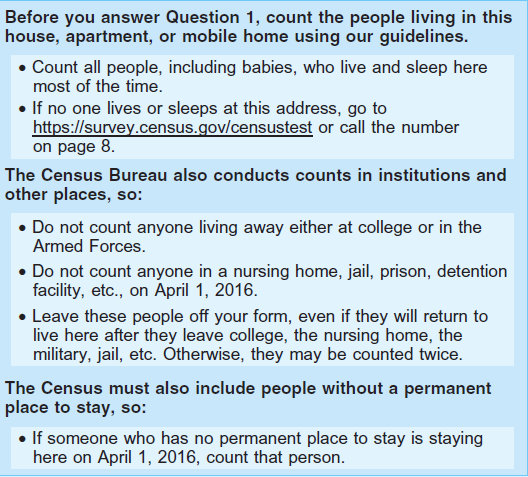 Before you answer Question 1, count the people living in this
house, apartment, or mobile home using our guidelines.
• Count all people, including babies, who live and sleep here
most of the time.
• If no one lives or sleeps at this address, go to
https://survey.census.gov/censustest or call the number
on page 8.
The Census Bureau also conducts counts in institutions and
other places, so:
• Do not count anyone living away either at college or in the
Armed Forces.
• Do not count anyone in a nursing home, jail, prison, detention
facility, etc., on April 1, 2016.
• Leave these people off your form, even if they will return to
live here after they leave college, the nursing home, the
military, jail, etc. Otherwise, they may be counted twice.
The Census must also include people without a permanent
place to stay, so:
• If someone who has no permanent place to stay is staying
here on April 1, 2016, count that person.